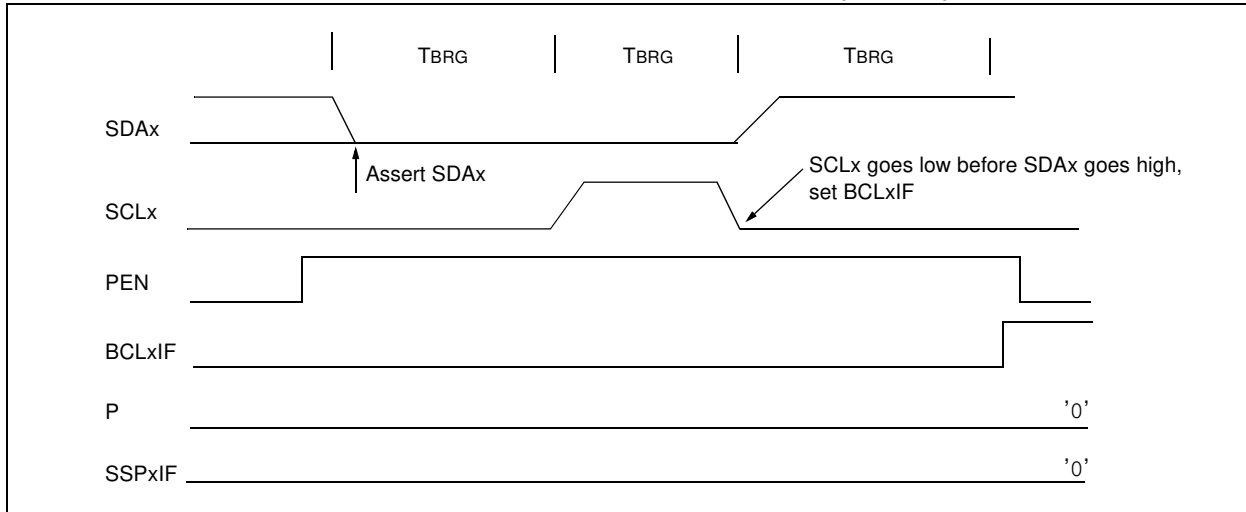 TBRG
TBRG
TBRG
SDAx
Assert SDAx
SCLx goes low before SDAx goes high,
set BCLxIF
SCLx
PEN
BCLxIF
P
'0'
SSPxIF
'0'